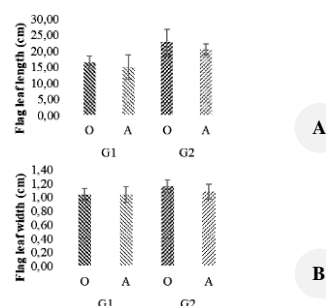 Flag leaf length (cm)
30,00
25,00
20,00
15,00
10,00
5,00
0,00
O A O A
G1 G2
A
Flag leaf width (cm)
1,40
1,20
1,00
0,80
0,60
0,40
0,20
0,00
O A O A
G1 G2
B